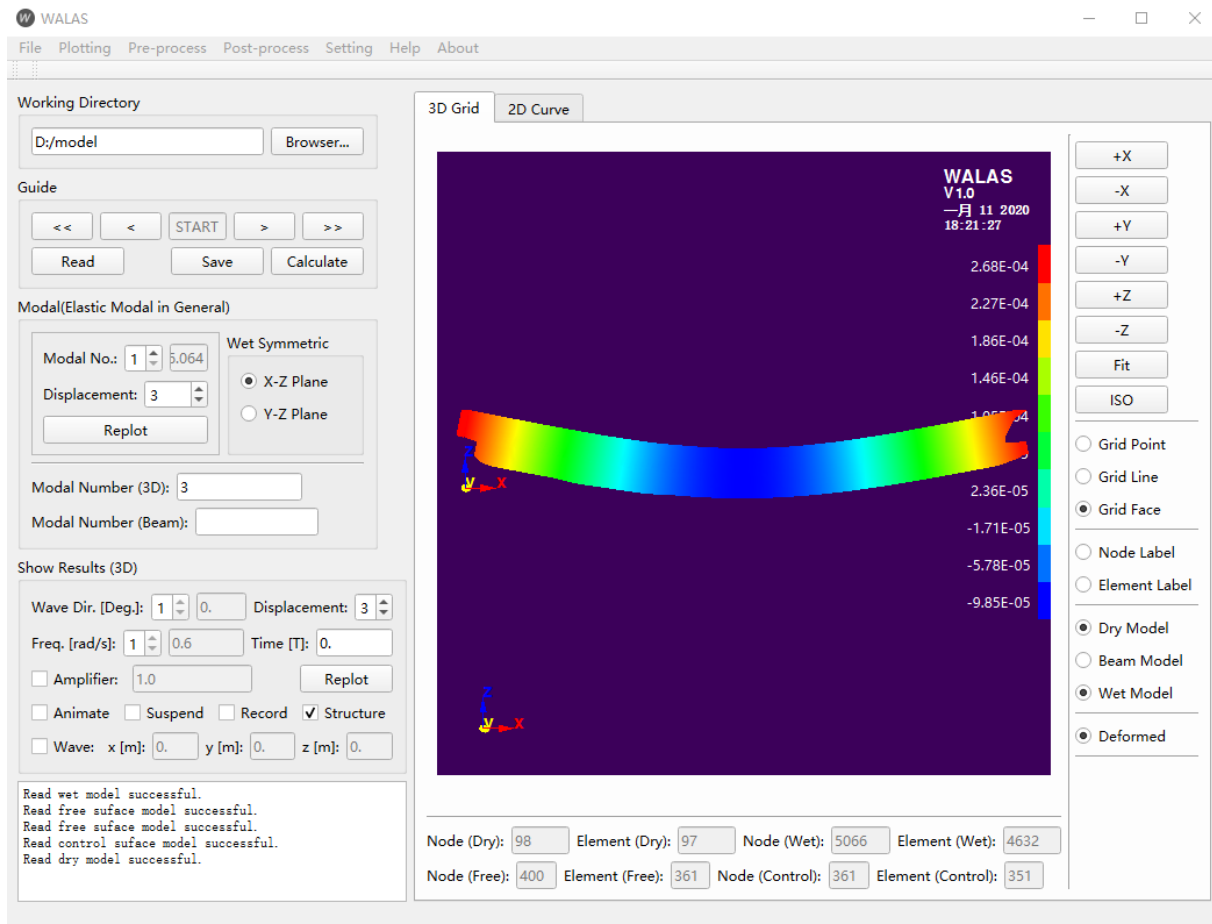 WALAS
File Plotting Pre-process Post-process Setting Help About
Working Directory
D:/model Browser...
Guide
<< < START > >>
Read Save Calculate
Modal(Elastic Modal in General)
Modal No.: 1 5.064
Displacement: 3
Replot
Wet Symmetric
X-Z Plane
Y-Z Plane
Modal Number (3D): 3
Modal Number (Beam):
Show Results (3D)
Wave Dir. [Deg.]: 1 0. Displacement: 3
Freq. [rad/s]: 1 0.6 Time [T]: 0.
Amplifier: 1.0 Replot
Animate Suspend Record Structure
Wave: x [m]: 0. y [m]: 0. z [m]: 0.
Read wet model successful.
Read free suface model successful.
Read free suface model successful.
Read control suface model successful.
Read dry model successful.
3D Grid 2D Curve
WALAS
V 1.0
一月 11 2020
18:21:27
2.68E-04
2.27E-04
1.86E-04
1.46E-04
2.36E-05
-1.71E-05
-5.78E-05
-9.85E-05
Z
Y X
Z
Y X
Node (Dry): 98 Element (Dry): 97 Node (Wet): 5066 Element (Wet): 4632
Node (Free): 400 Element (Free): 361 Node (Control): 361 Element (Control): 351
+X
-X
+Y
-Y
+Z
-Z
Fit
ISO
Grid Point
Grid Line
Grid Face
Node Label
Element Label
Dry Model
Beam Model
Wet Model
Deformed